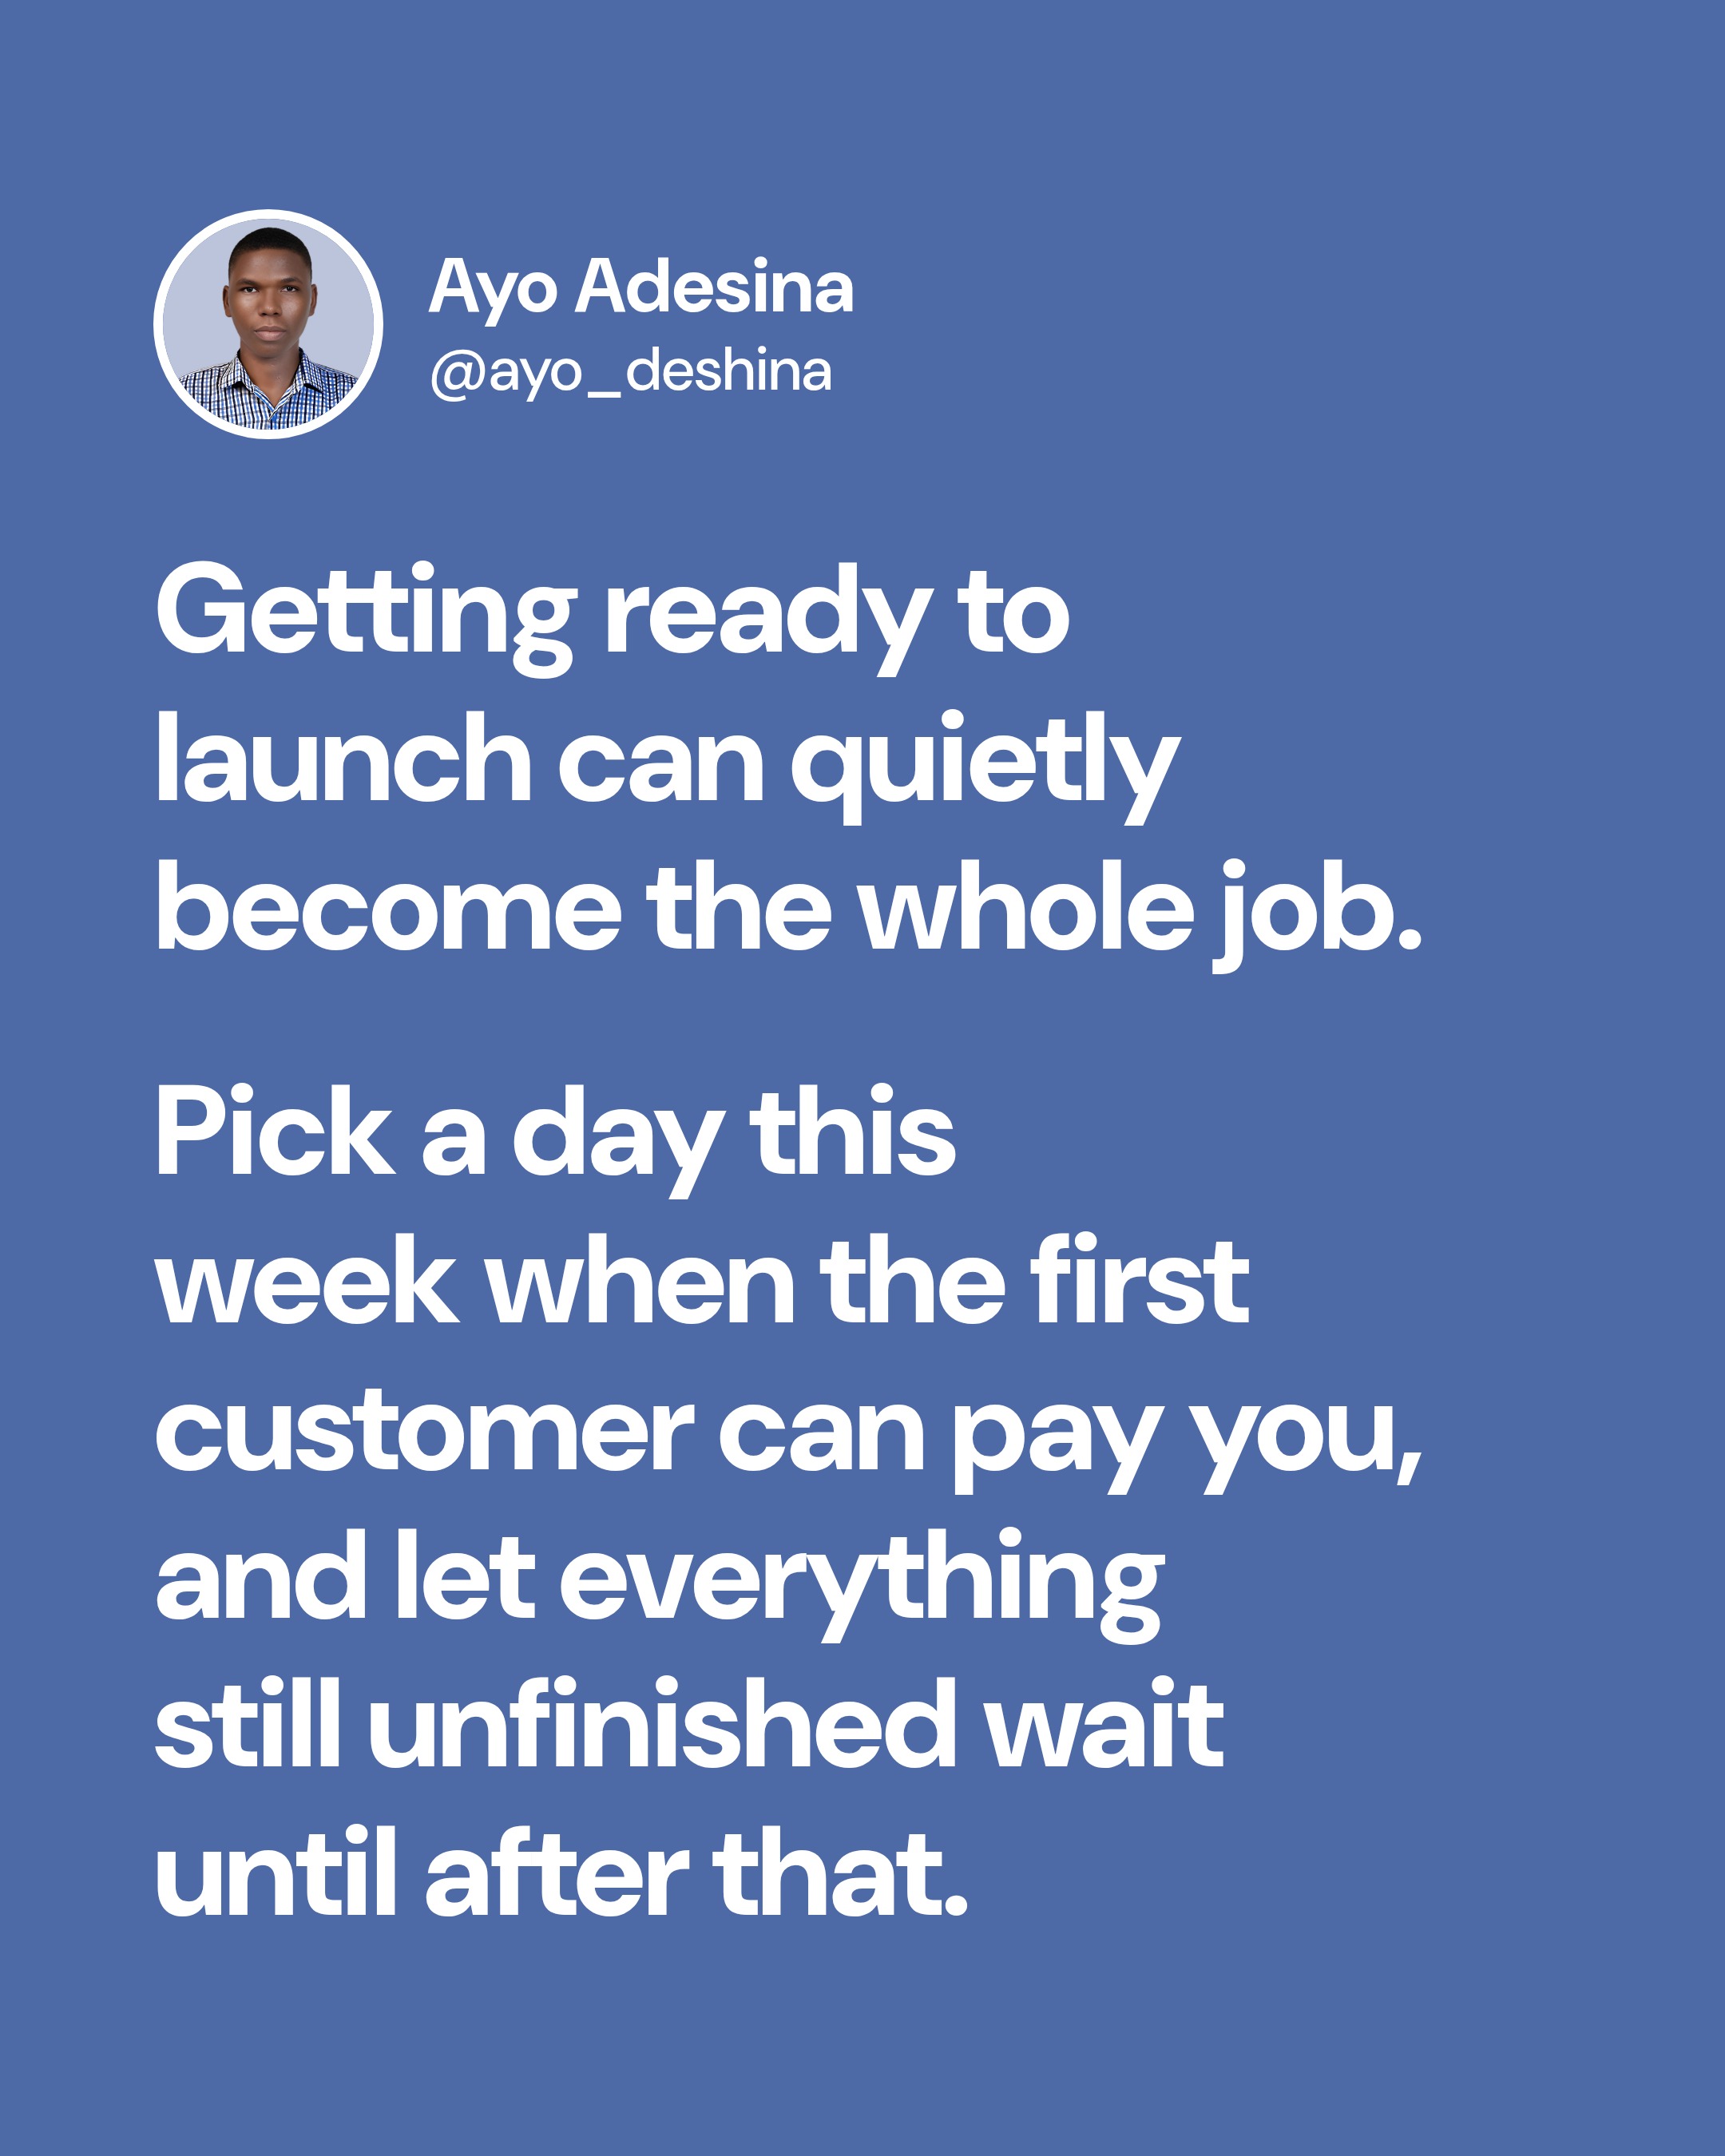 Ayo Adesina
@ayo_deshina
Getting ready to
launch can quietly
become the whole job.
Pick a day this
week when the first
customer can pay you,
and let everything
still unfinished wait
until after that.